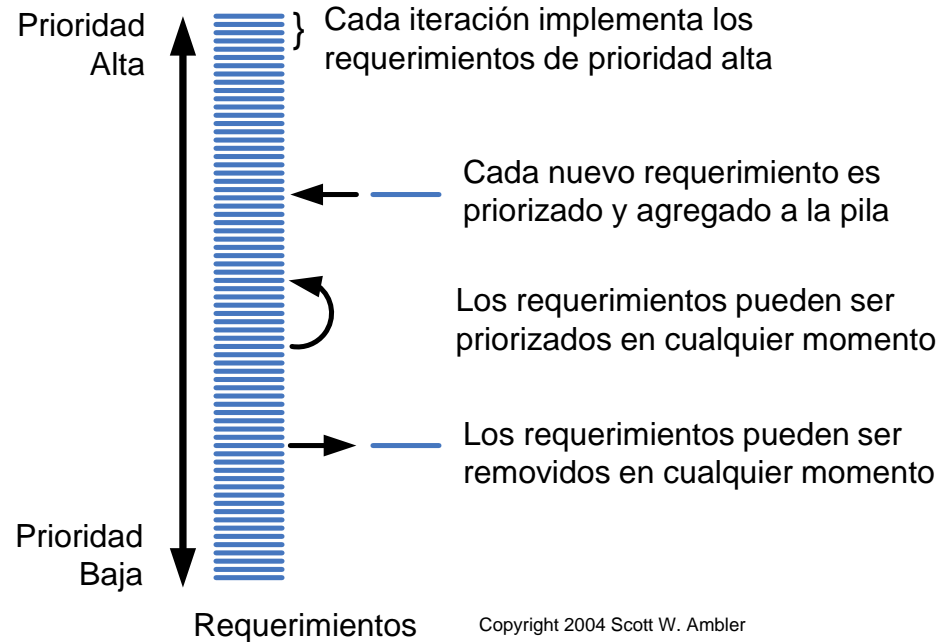 Prioridad
Alta
Cada iteración implementa los
requerimientos de prioridad alta
Cada nuevo requerimiento es
priorizado y agregado a la pila
Los requerimientos pueden ser
priorizados en cualquier momento
Los requerimientos pueden ser
removidos en cualquier momento
Prioridad
Baja
Requerimientos
Copyright 2004 Scott W. Ambler